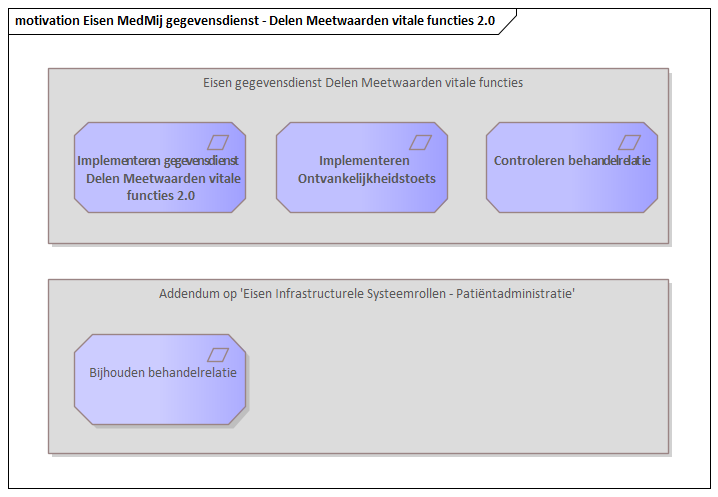 motivation Eisen MedMij gegevensdienst - Delen Meetwaarden vitale functies 2.0
Eisen gegevensdienst Delen Meetwaarden vitale functies
Implementeren gegevensdienst
Delen Meetwaarden vitale
functies 2.0
Implementeren
Ontvankelijkheidstoets
Controleren behandelrelatie
Addendum op 'Eisen Infrastructurele Systeemrollen - Patiëntadministratie'
Bijhouden behandelrelatie